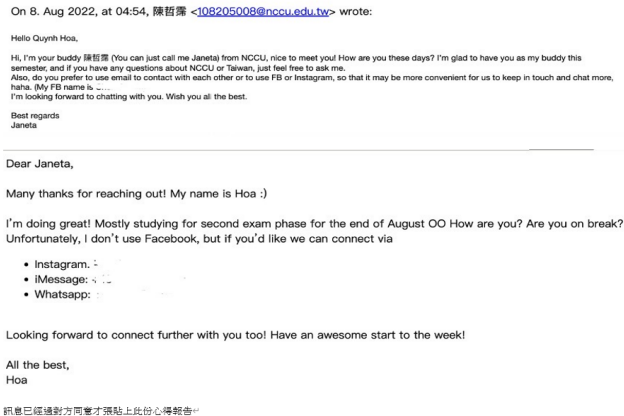 On 8. Aug 2022, at 04:54, 陳哲霈 <108205008@nccu.edu.tw> wrote:
Hello Quynh Hoa,
Hi, I'm your buddy 陳哲霈 (You can just call me Janeta) from NCCU, nice to meet you! How are you these days? I'm glad to have you as my buddy this
semester, and if you have any questions about NCCU or Taiwan, just feel free to ask me.
Also, do you prefer to use email to contact with each other or to use FB or Instagram, so that it may be more convenient for us to keep in touch and chat more,
haha. (My FB name is
I'm looking forward to chatting with you. Wish you all the best.
Best regards
Janeta
Dear Janeta,
Many thanks for reaching out! My name is Hoa :)
I'm doing great! Mostly studying for second exam phase for the end of August OO How are you? Are you on break?
Unfortunately, I don't use Facebook, but if you'd like we can connect via
• Instagram.
• iMessage:
• Whatsapp:
Looking forward to connect further with you too! Have an awesome start to the week!
All the best,
Hoa
訊息已經過對方同意才張貼上此份心得報告↵